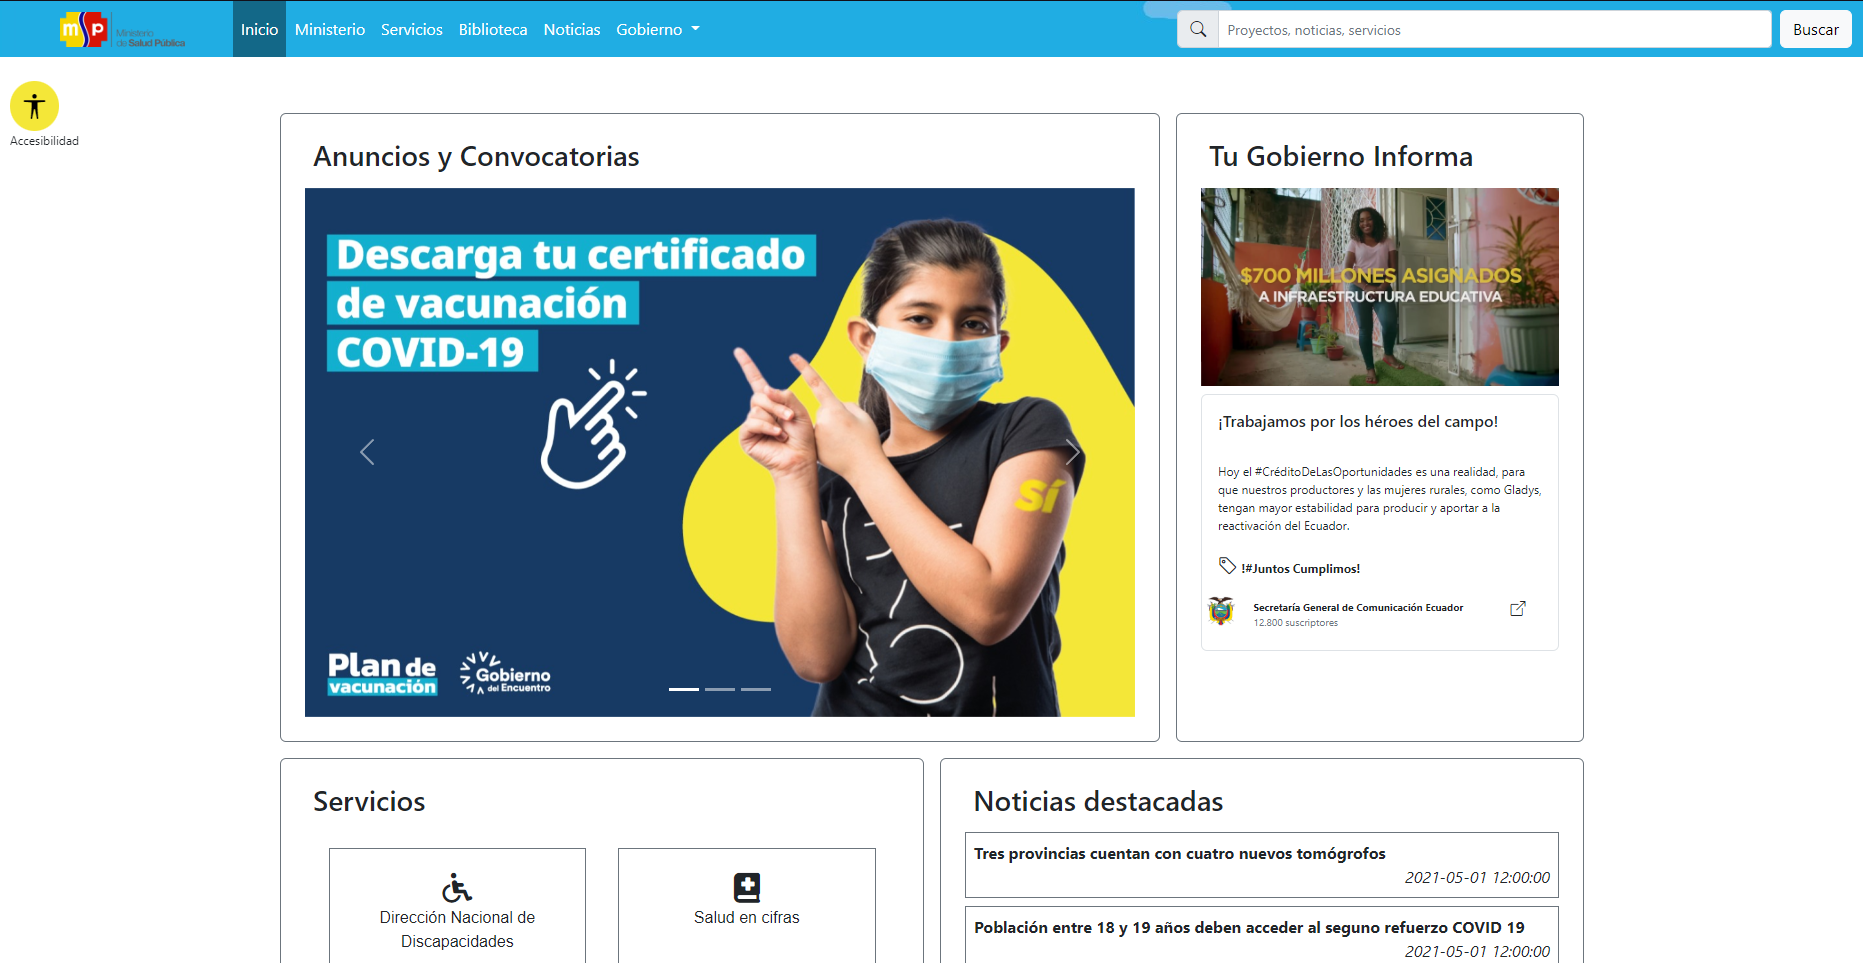 msp
Ministerio
de Salud Pública
Inicio
Ministerio
Servicios
Biblioteca
Noticias
Gobierno
Proyectos, noticias, servicios
Buscar
Accesibilidad
Anuncios y Convocatorias
Descarga tu certificado
de vacunación
COVID-19
SÍ
Plan de
vacunación
Gobierno
del Encuentro
Tu Gobierno Informa
$700 MILLONES ASIGNADOS
A INFRAESTRUCTURA EDUCATIVA
¡Trabajamos por los héroes del campo!
Hoy el #CréditoDeLasOportunidades es una realidad, para
que nuestros productores y las mujeres rurales, como Gladys,
tengan mayor estabilidad para producir y aportar a la
reactivación del Ecuador.
!#Juntos Cumplimos!
Secretaría General de Comunicación Ecuador
12.800 suscriptores
Servicios
Dirección Nacional de
Discapacidades
Salud en cifras
Noticias destacadas
Tres provincias cuentan con cuatro nuevos tomógrofos
2021-05-01 12:00:00
Población entre 18 y 19 años deben acceder al seguno refuerzo COVID 19
2021-05-01 12:00:00